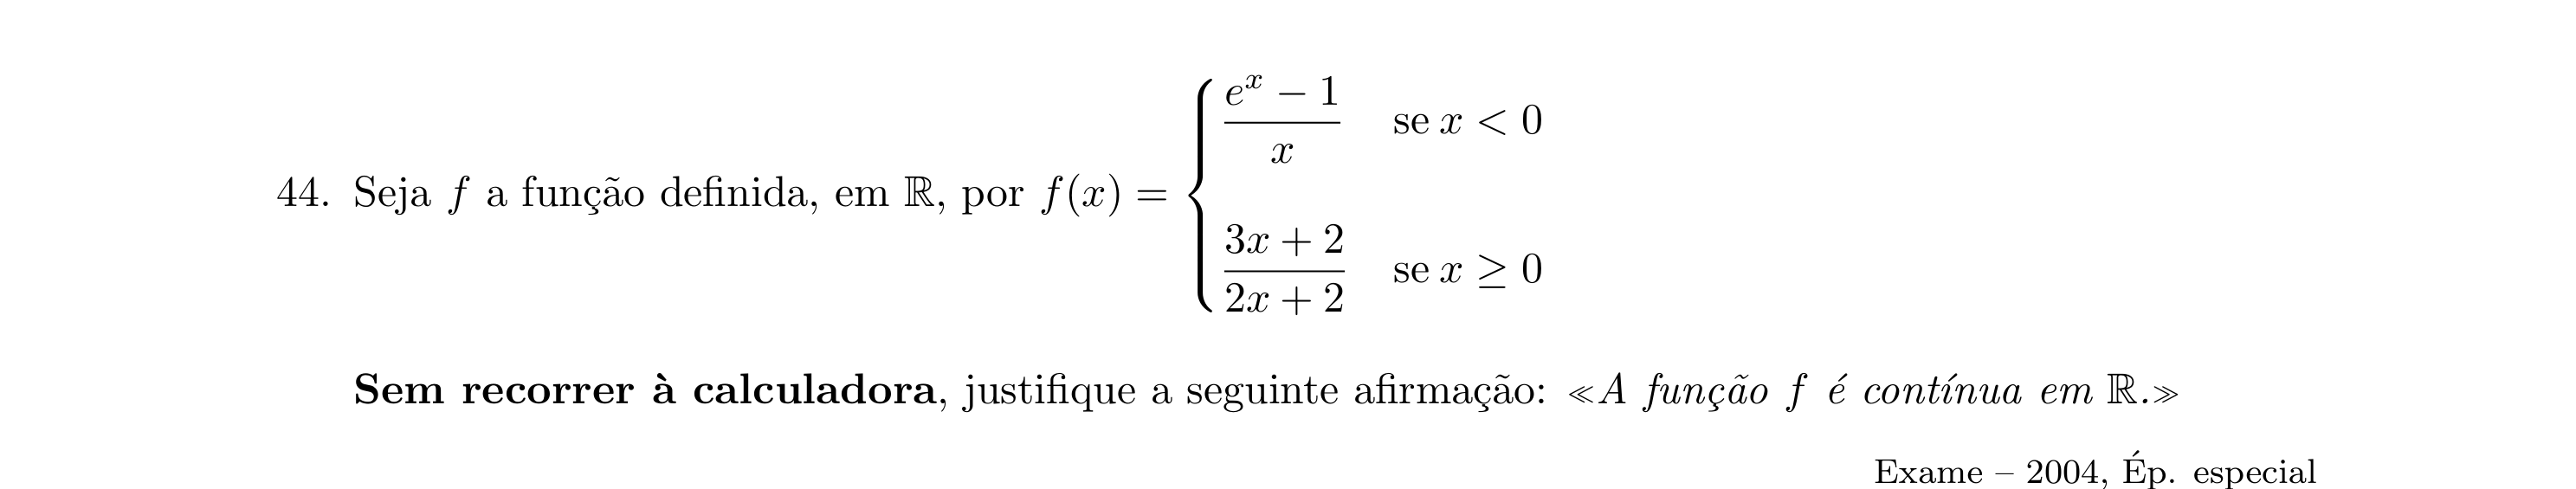 44. Seja f a função definida, em ℝ, por f(x) = { (e^x − 1)/x se x < 0
(3x + 2)/(2x + 2) se x ≥ 0
Sem recorrer à calculadora, justifique a seguinte afirmação: ≪A função f é contínua em ℝ.≫
Exame – 2004, Ép. especial